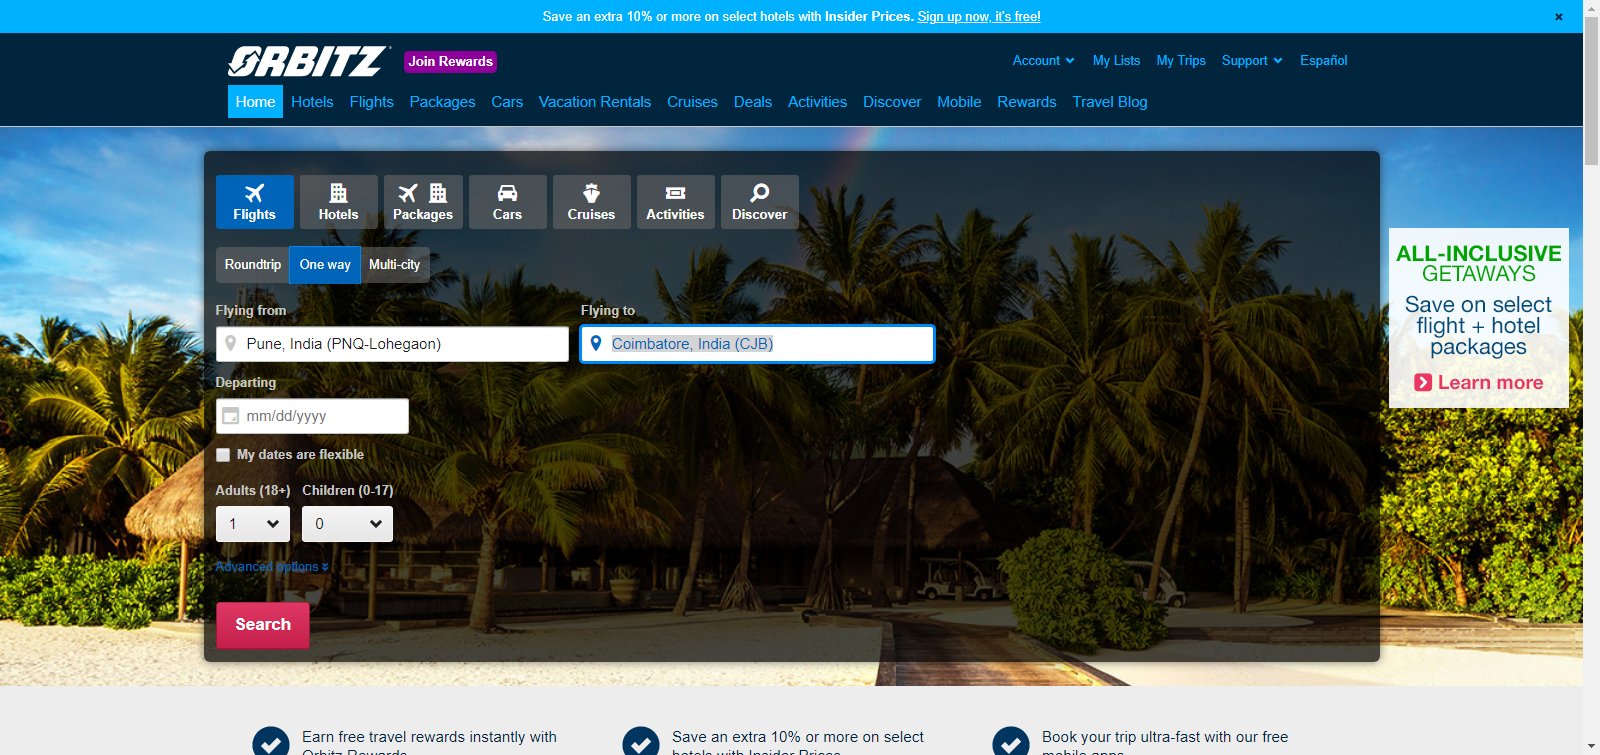 Save an extra 10% or more on select hotels with Insider Prices. Sign up now, it's free!
ORBITZ
Join Rewards
Account
My Lists
My Trips
Support
Español
Home
Hotels
Flights
Packages
Cars
Vacation Rentals
Cruises
Deals
Activities
Discover
Mobile
Rewards
Travel Blog
Flights
Hotels
Packages
Cars
Cruises
Activities
Discover
Roundtrip
One way
Multi-city
Flying from
Flying to
Pune, India (PNQ-Lohegaon)
Coimbatore, India (CJB)
Departing
mm/dd/yyyy
My dates are flexible
Adults (18+)
Children (0-17)
1
0
Advanced options
Search
ALL-INCLUSIVE
GETAWAYS
Save on select
flight + hotel
packages
Learn more
Earn free travel rewards instantly with
Orbitz Rewards
Save an extra 10% or more on select
hotels with Insider Prices
Book your trip ultra-fast with our free
mobile apps